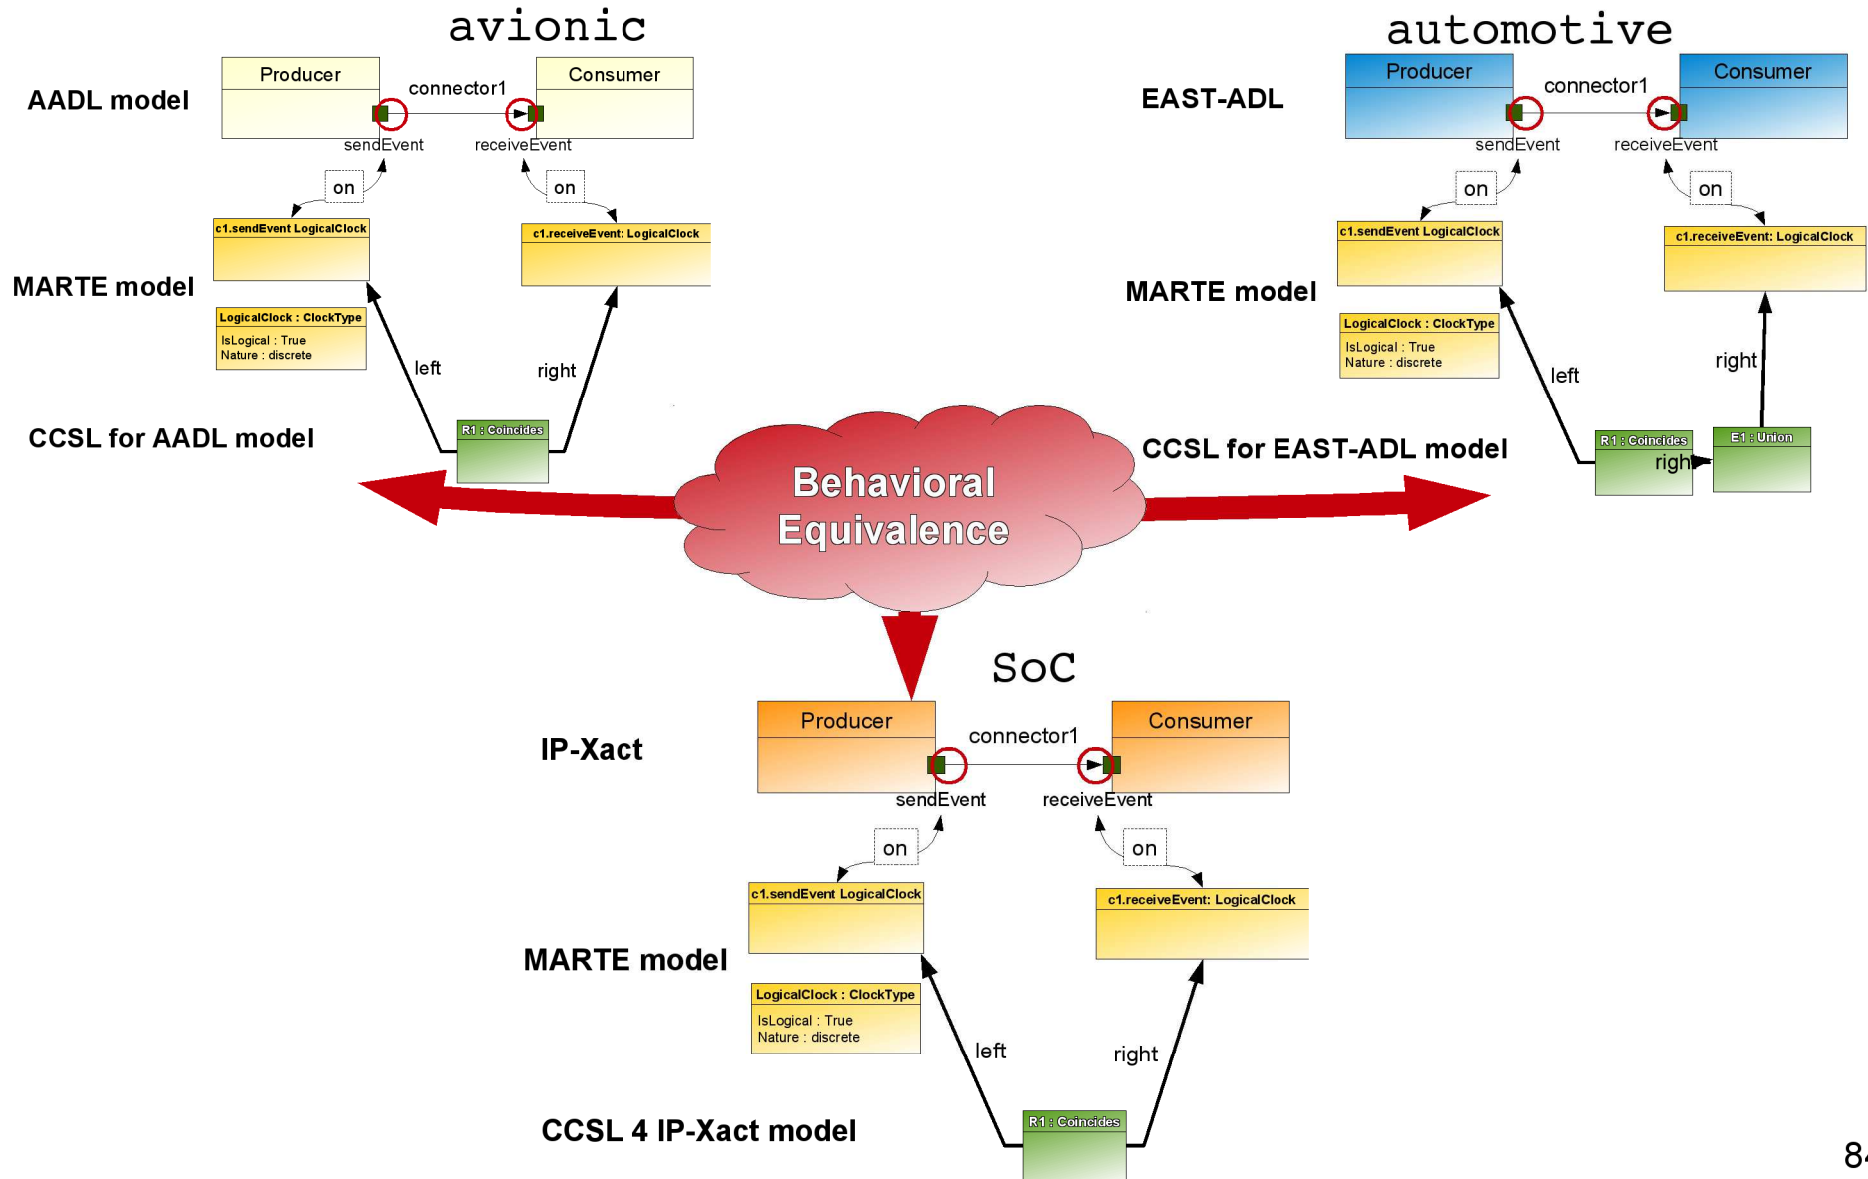 avionic
AADL model
Producer
connector1
Consumer
sendEvent
receiveEvent
on
on
c1.sendEvent LogicalClock
c1.receiveEvent: LogicalClock
MARTE model
LogicalClock : ClockType
IsLogical : True
Nature : discrete
left
right
CCSL for AADL model
R1 : Coincides
automotive
EAST-ADL
Producer
connector1
Consumer
sendEvent
receiveEvent
on
on
c1.sendEvent LogicalClock
c1.receiveEvent: LogicalClock
MARTE model
LogicalClock : ClockType
IsLogical : True
Nature : discrete
left
right
CCSL for EAST-ADL model
R1 : Coincides
right
E1 : Union
Behavioral
Equivalence
SoC
IP-Xact
Producer
connector1
Consumer
sendEvent
receiveEvent
on
on
c1.sendEvent LogicalClock
c1.receiveEvent: LogicalClock
MARTE model
LogicalClock : ClockType
IsLogical : True
Nature : discrete
left
right
CCSL 4 IP-Xact model
R1 : Coincides
84